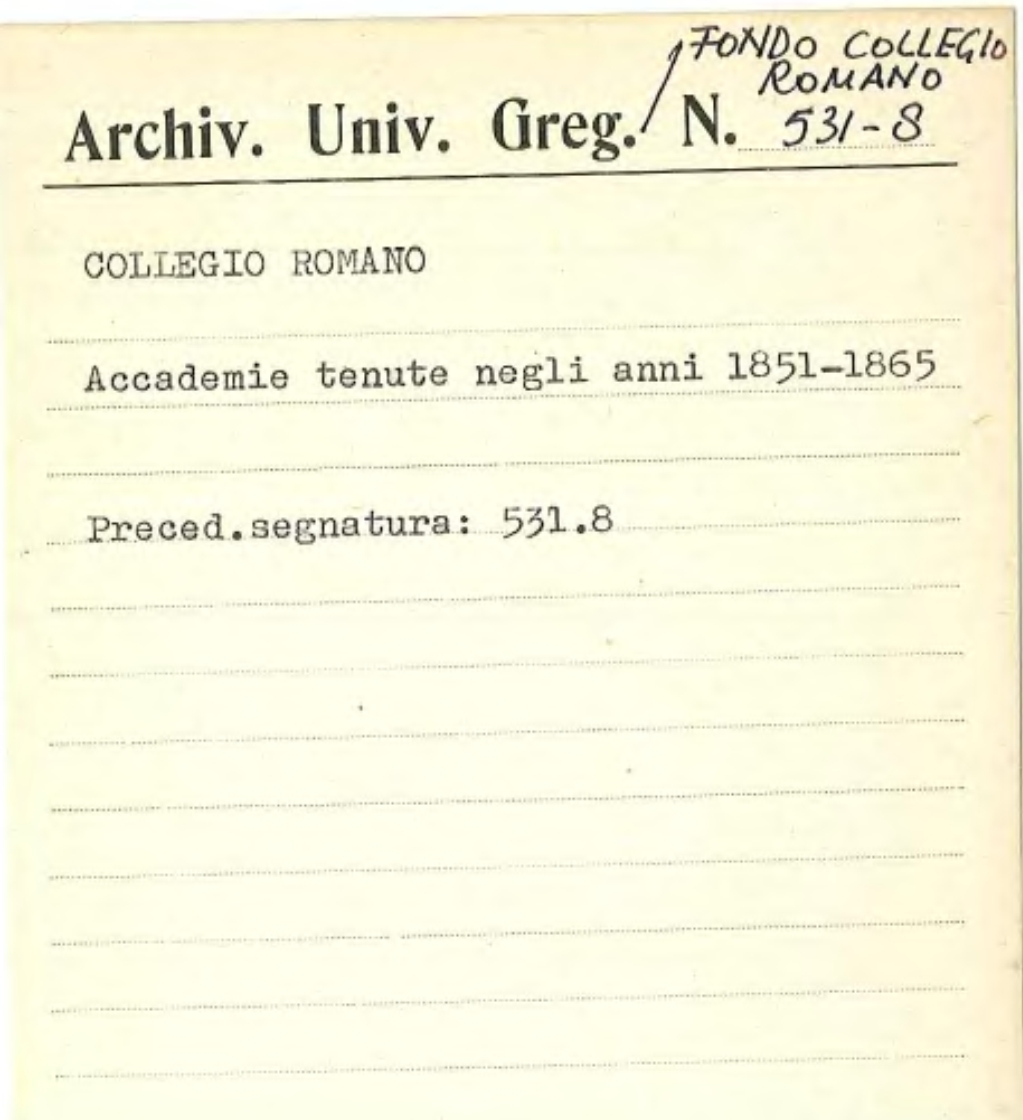 FONDO COLLEGIO
ROMANO
Archiv. Univ. Greg. / N. 531-8
COLLEGIO ROMANO
Accademie tenute negli anni 1851-1865
Preced.segnatura: 531.8